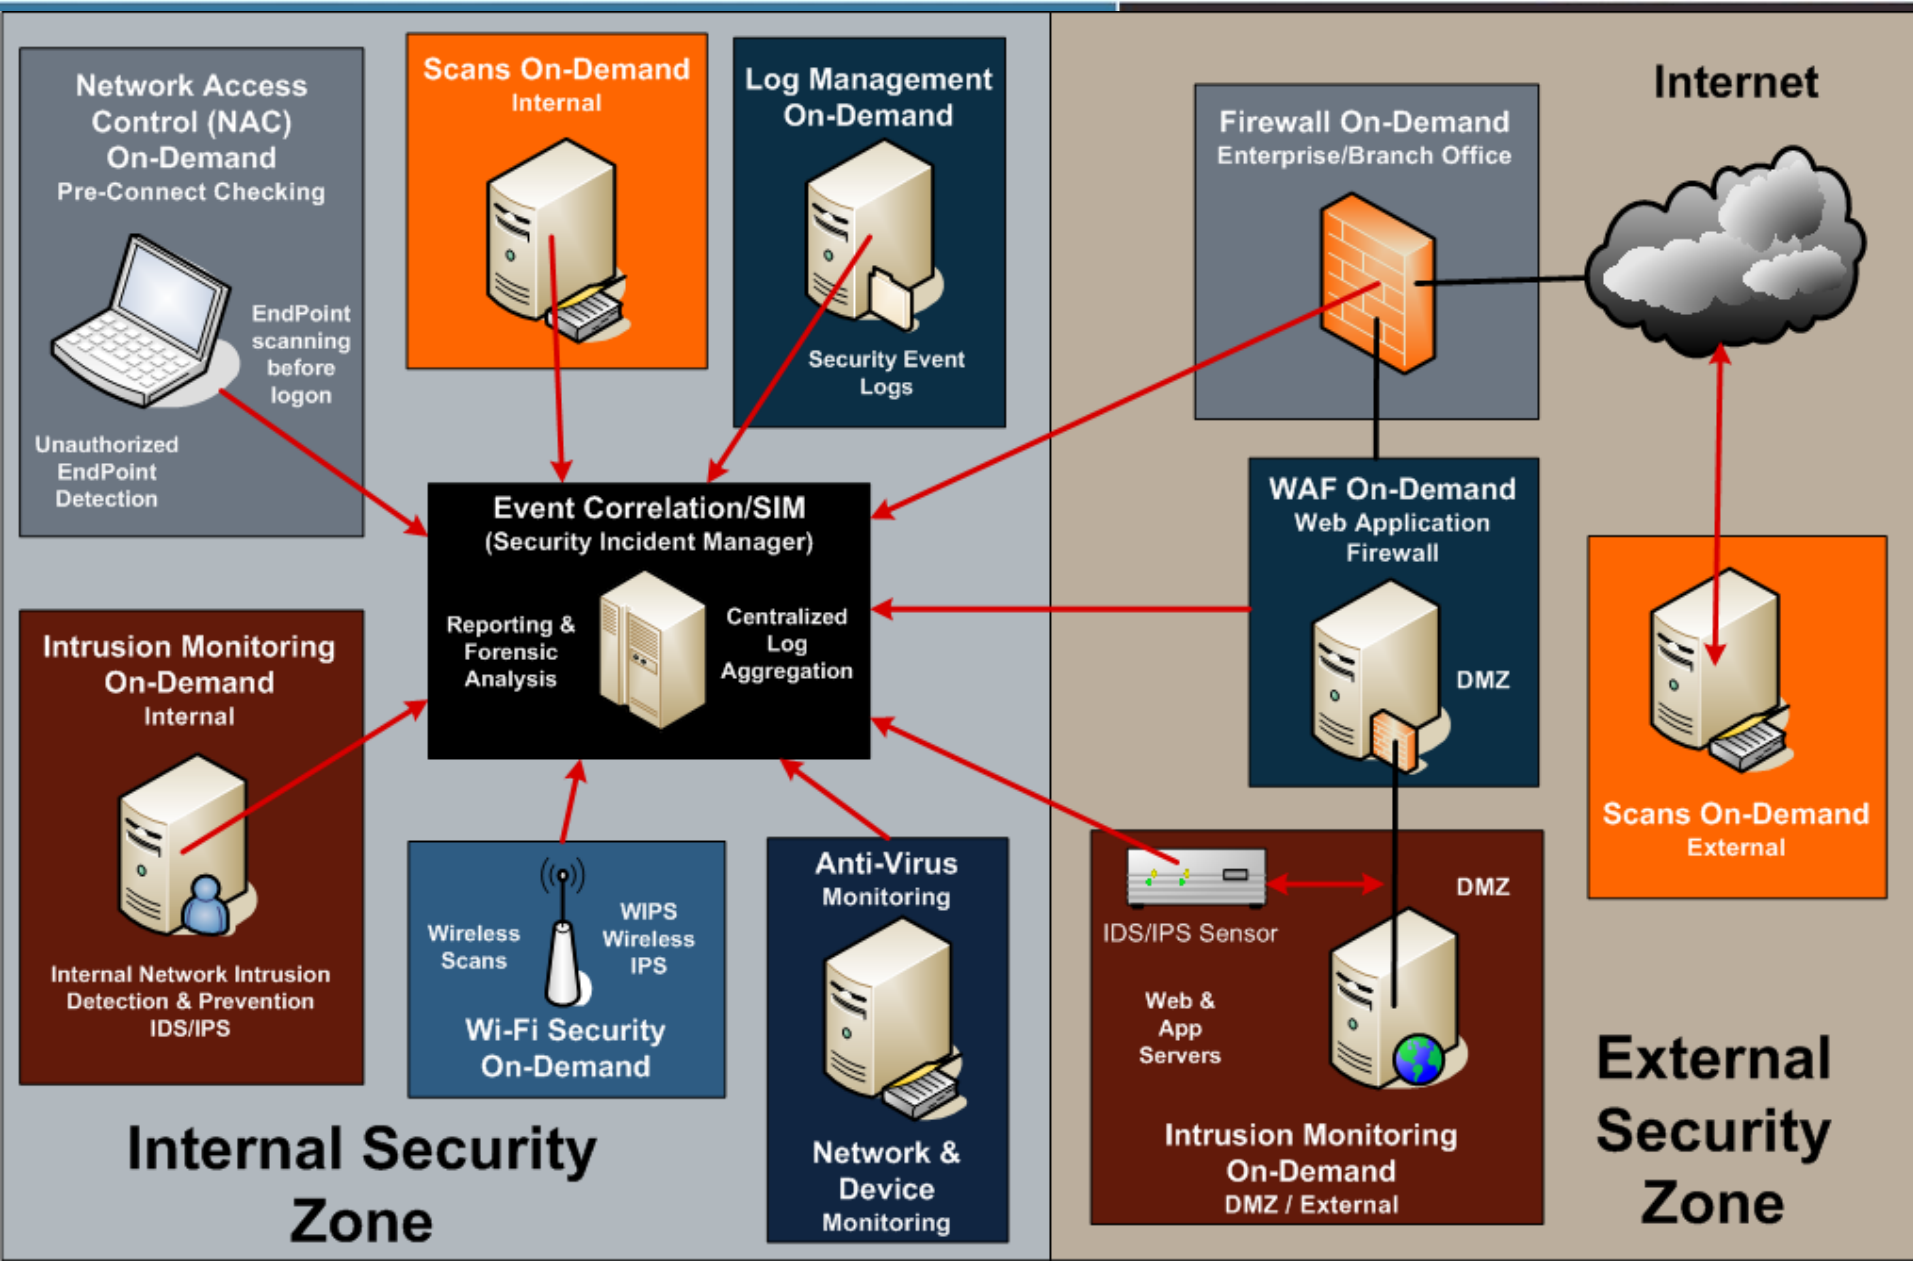 Network Access
Control (NAC)
On-Demand
Pre-Connect Checking
EndPoint
scanning
before
logon
Unauthorized
EndPoint
Detection
Scans On-Demand
Internal
Log Management
On-Demand
Security Event
Logs
Event Correlation/SIM
(Security Incident Manager)
Reporting &
Forensic
Analysis
Centralized
Log
Aggregation
Intrusion Monitoring
On-Demand
Internal
Internal Network Intrusion
Detection & Prevention
IDS/IPS
Wireless
Scans
WIPS
Wireless
IPS
Wi-Fi Security
On-Demand
Anti-Virus
Monitoring
Network &
Device
Monitoring
Internal Security
Zone
Firewall On-Demand
Enterprise/Branch Office
Internet
WAF On-Demand
Web Application
Firewall
DMZ
Scans On-Demand
External
DMZ
IDS/IPS Sensor
Web &
App
Servers
Intrusion Monitoring
On-Demand
DMZ / External
External
Security
Zone